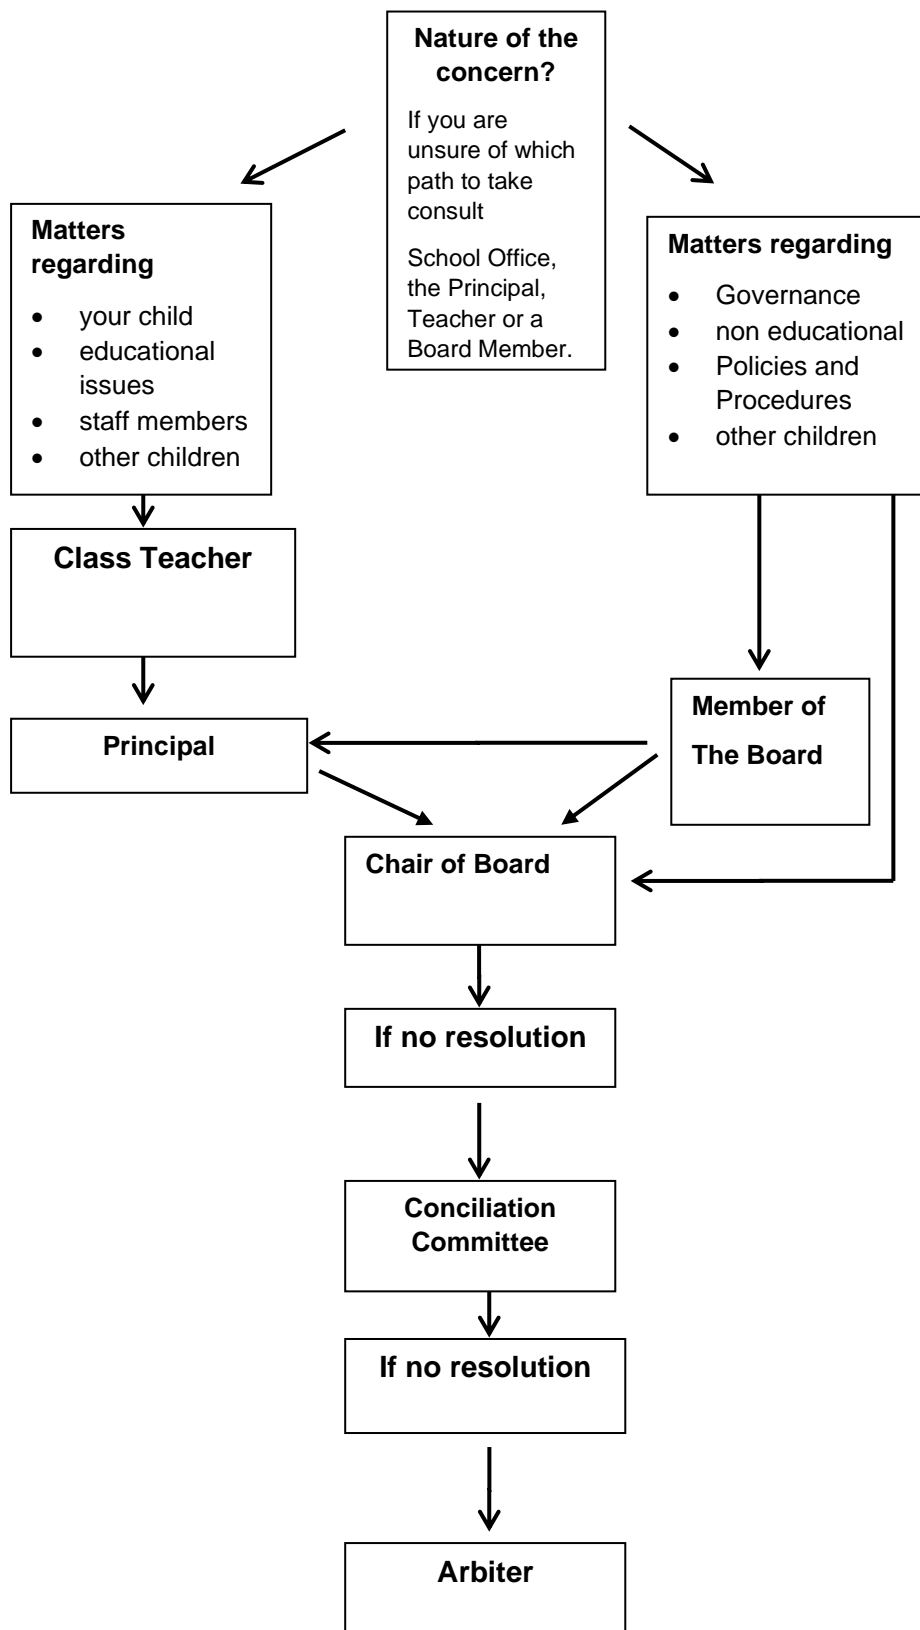 Nature of the
concern?
If you are
unsure of which
path to take
consult
School Office,
the Principal,
Teacher or a
Board Member.
Matters
regarding
• your child
• educational
issues
• staff members
• other children
Matters regarding
• Governance
• non educational
• Policies and
Procedures
• other children
Class Teacher
Principal
Member of
The Board
Chair of Board
If no resolution
Conciliation
Committee
If no resolution
Arbiter